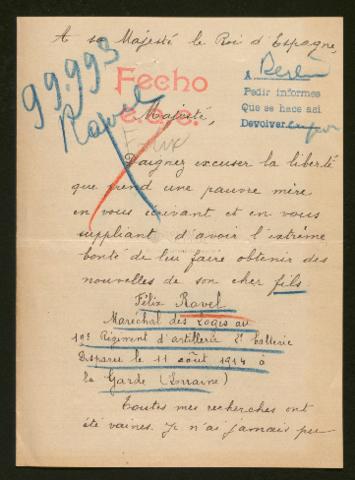 A sa Majesté le Roi d'Espagne,
99.993
Ravel
Félix
Fecho
E.O.C.
A Berlin
Pedir informes
Que se hace asi
Devolver
Majesté,
Daignez excuser la liberté
que prend une pauvre mère
en vous écrivant et en vous
suppliant d'avoir l'extrême
bonté de lui faire obtenir des
nouvelles de son cher fils
Félix Ravel
Maréchal des Logis au
10e Régiment d'artillerie 2e batterie
Disparu le 11 août 1914 à
La Garde (Lorraine)
Toutes mes recherches ont
été vaines. Je n'ai jamais pu